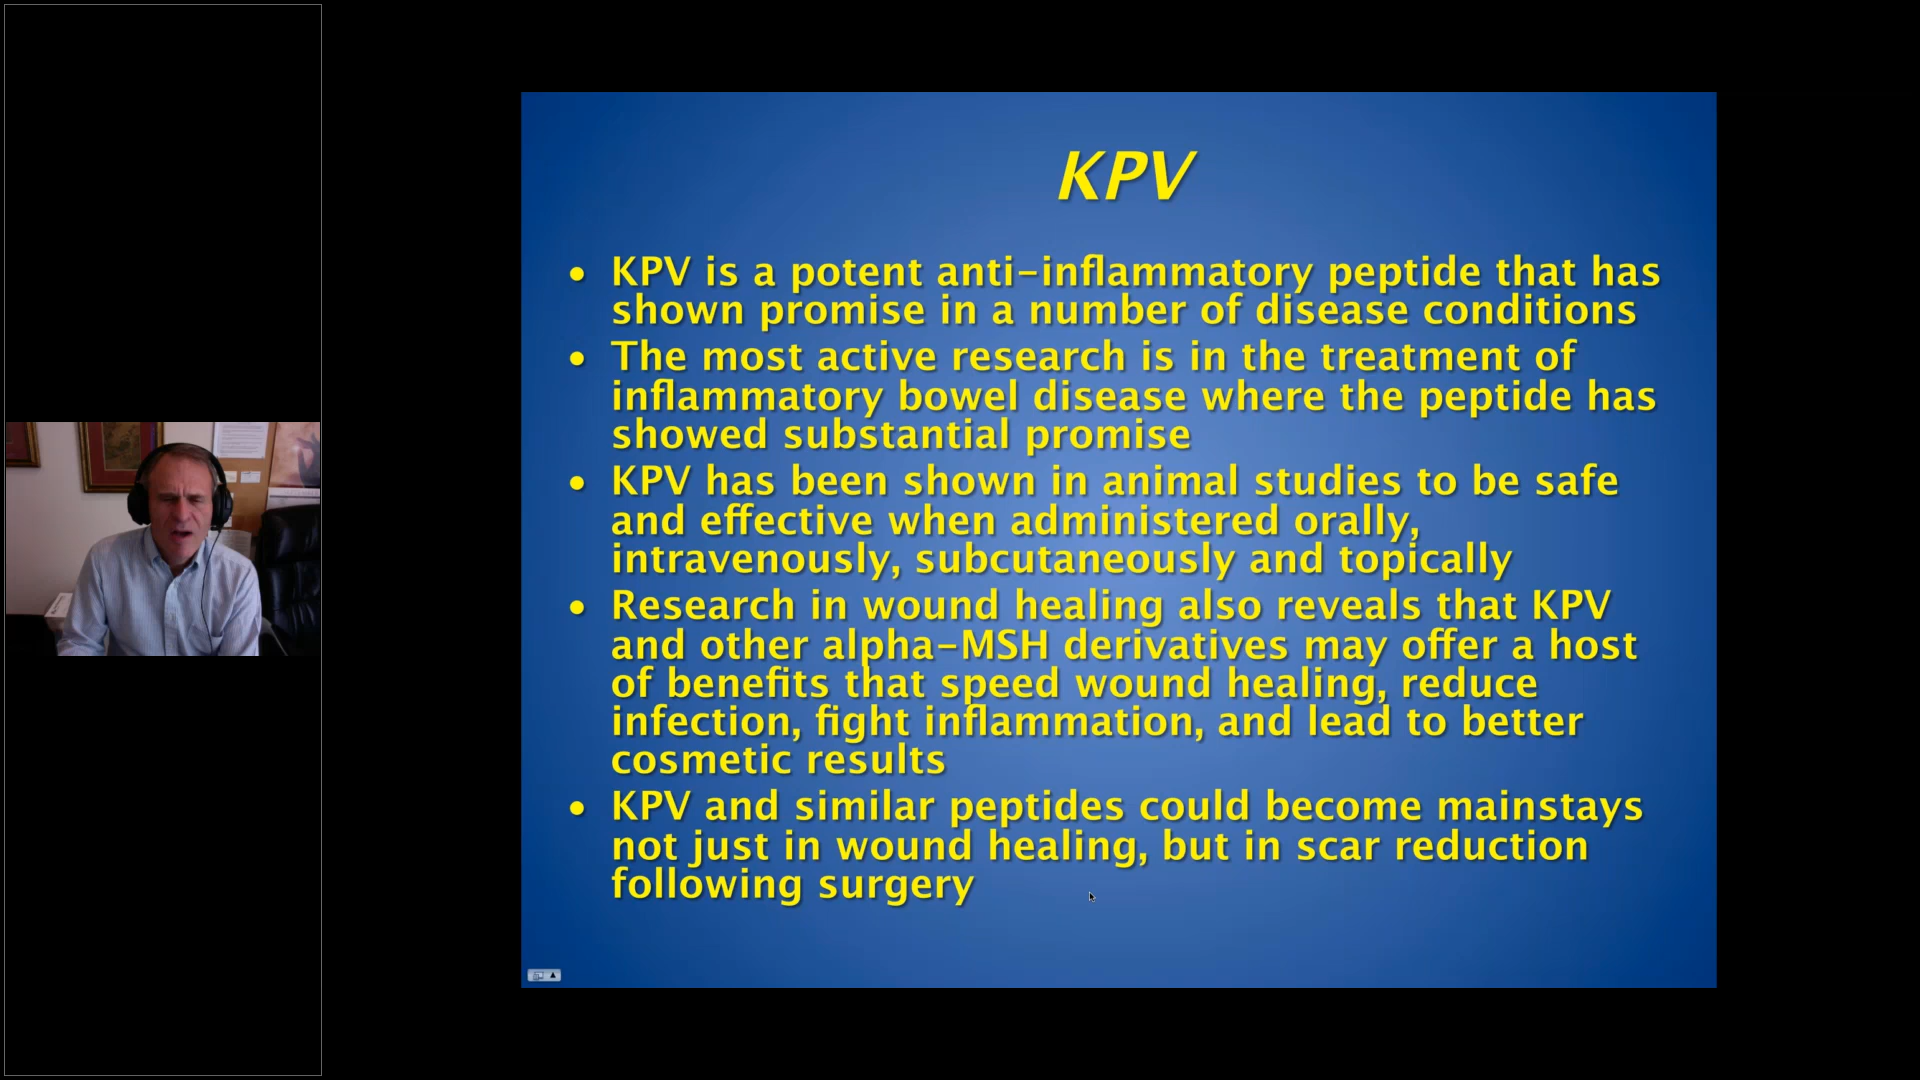 KPV
• KPV is a potent anti-inflammatory peptide that has
shown promise in a number of disease conditions
• The most active research is in the treatment of
inflammatory bowel disease where the peptide has
showed substantial promise
• KPV has been shown in animal studies to be safe
and effective when administered orally,
intravenously, subcutaneously and topically
• Research in wound healing also reveals that KPV
and other alpha-MSH derivatives may offer a host
of benefits that speed wound healing, reduce
infection, fight inflammation, and lead to better
cosmetic results
• KPV and similar peptides could become mainstays
not just in wound healing, but in scar reduction
following surgery